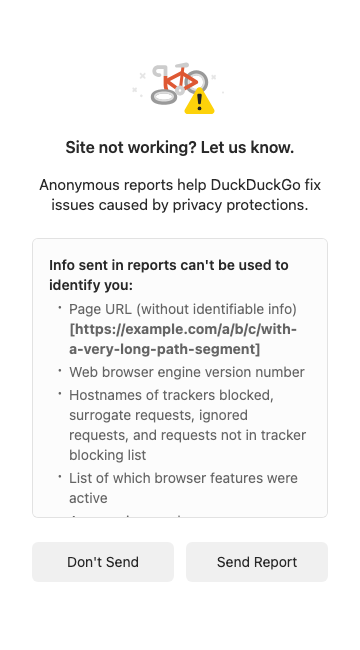 Site not working? Let us know.
Anonymous reports help DuckDuckGo fix
issues caused by privacy protections.
Info sent in reports can't be used to
identify you:
· Page URL (without identifiable info)
[https://example.com/a/b/c/with-
a-very-long-path-segment]
· Web browser engine version number
· Hostnames of trackers blocked,
surrogate requests, ignored
requests, and requests not in tracker
blocking list
· List of which browser features were
active
Don't Send
Send Report